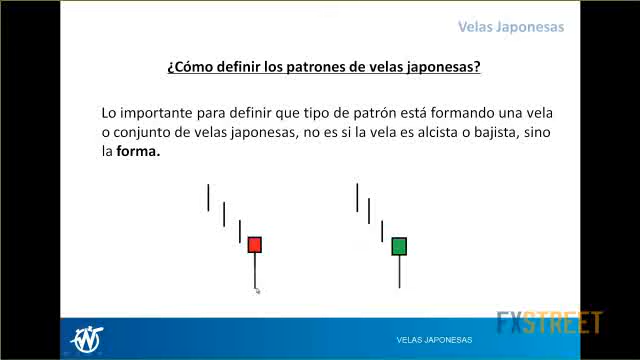 Velas Japonesas
¿Cómo definir los patrones de velas japonesas?
Lo importante para definir que tipo de patrón está formando una vela
o conjunto de velas japonesas, no es si la vela es alcista o bajista, sino
la forma.
FXSTREET
VELAS JAPONESAS